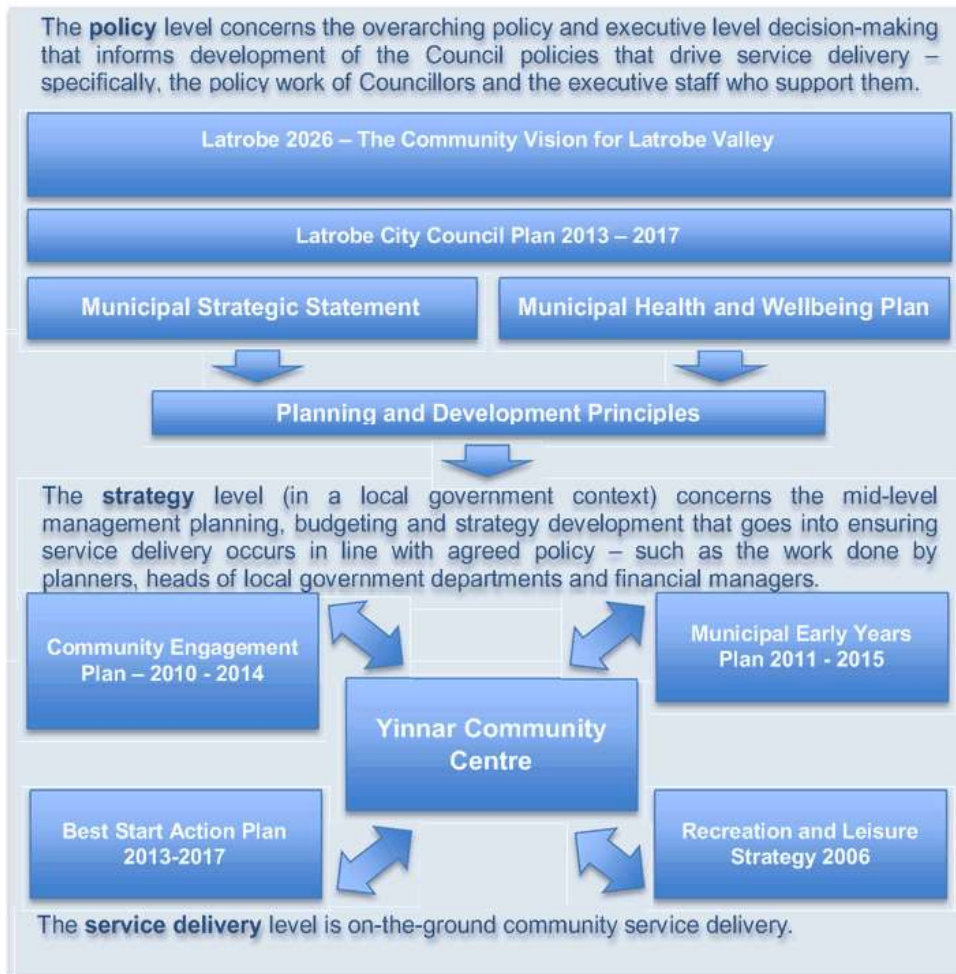 The policy level concerns the overarching policy and executive level decision-making
that informs development of the Council policies that drive service delivery –
specifically, the policy work of Councillors and the executive staff who support them.
Latrobe 2026 – The Community Vision for Latrobe Valley
Latrobe City Council Plan 2013 – 2017
Municipal Strategic Statement
Municipal Health and Wellbeing Plan
Planning and Development Principles
The strategy level (in a local government context) concerns the mid-level
management planning, budgeting and strategy development that goes into ensuring
service delivery occurs in line with agreed policy – such as the work done by
planners, heads of local government departments and financial managers.
Community Engagement
Plan – 2010 - 2014
Municipal Early Years
Plan 2011 - 2015
Yinnar Community
Centre
Best Start Action Plan
2013-2017
Recreation and Leisure
Strategy 2006
The service delivery level is on-the-ground community service delivery.